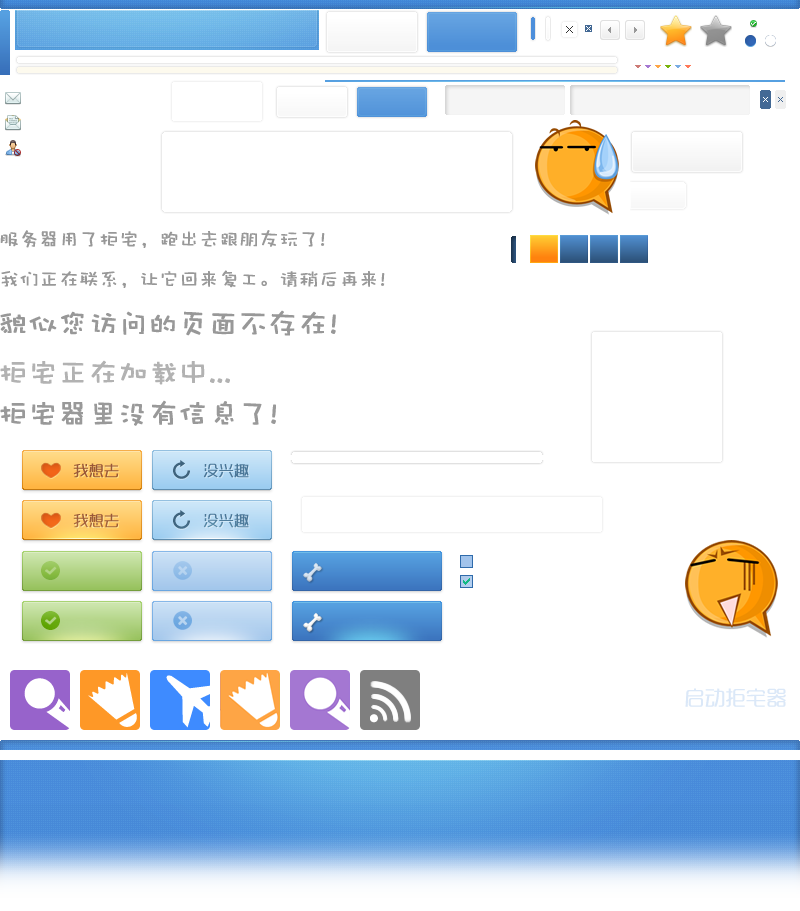 服务器用了拒宅，跑出去跟朋友玩了！
我们正在联系，让它回来复工。请稍后再来！
貌似您访问的页面不存在！
拒宅正在加载中...
拒宅器里没有信息了！
我想去
没兴趣
我想去
没兴趣
启动拒宅器